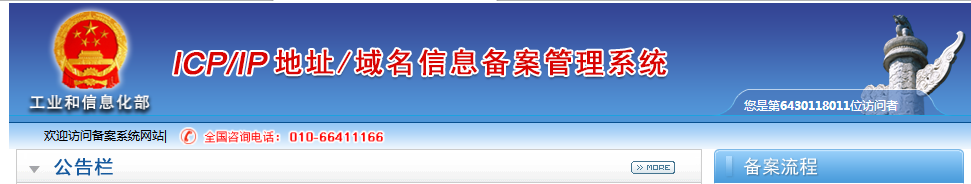 ICP/IP 地址/域名信息备案管理系统
工业和信息化部
您是第6430118011位访问者
欢迎访问备案系统网站|
全国咨询电话：010-66411166
公告栏
>> MORE
备案流程